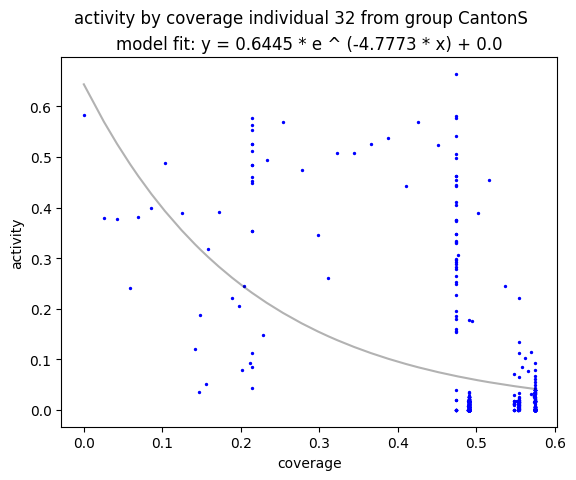 activity by coverage individual 32 from group CantonS
model fit: y = 0.6445 * e ^ (-4.7773 * x) + 0.0
activity
0.6
0.5
0.4
0.3
0.2
0.1
0.0
0.0 0.1 0.2 0.3 0.4 0.5 0.6
coverage